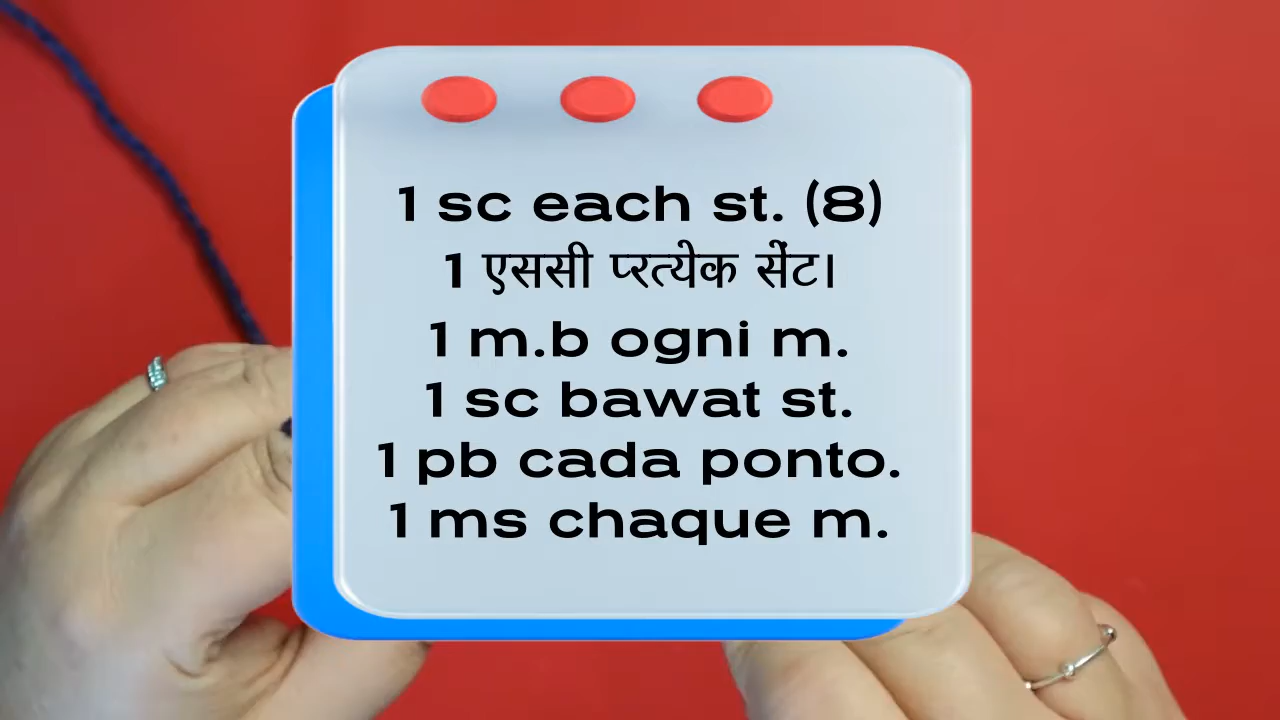 1 sc each st. (8)
1 एससी प्रत्येक सेंट।
1 m.b ogni m.
1 sc bawat st.
1 pb cada ponto.
1 ms chaque m.